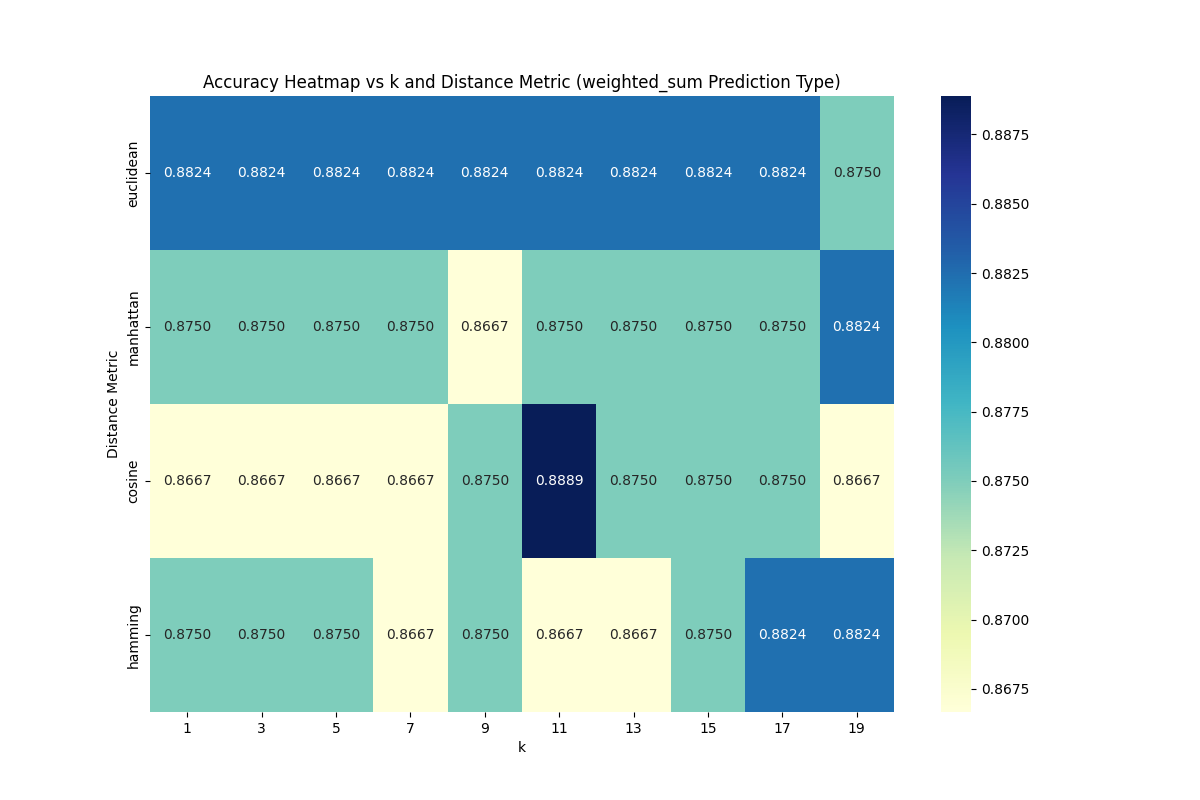 Accuracy Heatmap vs k and Distance Metric (weighted_sum Prediction Type)
Distance Metric
euclidean
0.8824 0.8824 0.8824 0.8824 0.8824 0.8824 0.8824 0.8824 0.8824 0.8750
manhattan
0.8750 0.8750 0.8750 0.8750 0.8667 0.8750 0.8750 0.8750 0.8750 0.8824
cosine
0.8667 0.8667 0.8667 0.8667 0.8750 0.8889 0.8750 0.8750 0.8750 0.8667
hamming
0.8750 0.8750 0.8750 0.8667 0.8750 0.8667 0.8667 0.8750 0.8824 0.8824
1 3 5 7 9 11 13 15 17 19
k
0.8875
0.8850
0.8825
0.8800
0.8775
0.8750
0.8725
0.8700
0.8675